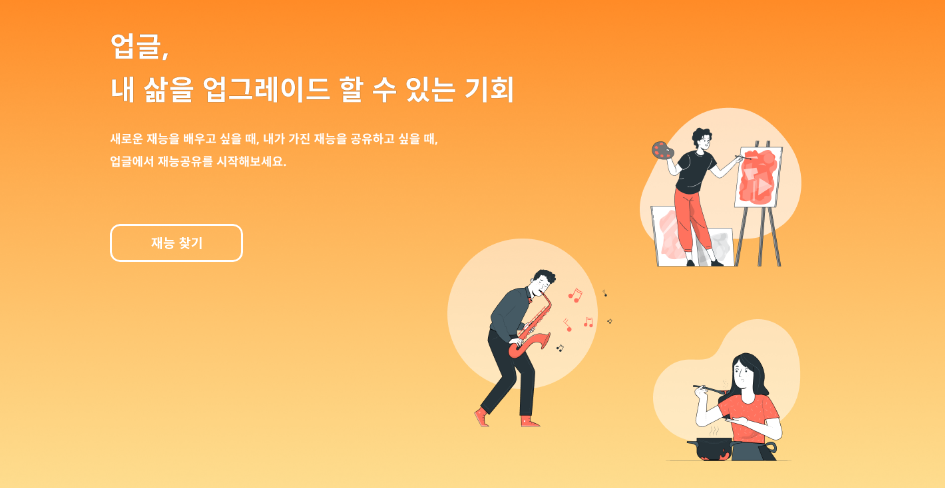 업글,
내 삶을 업그레이드 할 수 있는 기회
새로운 재능을 배우고 싶을 때, 내가 가진 재능을 공유하고 싶을 때,
업글에서 재능공유를 시작해보세요.
재능 찾기